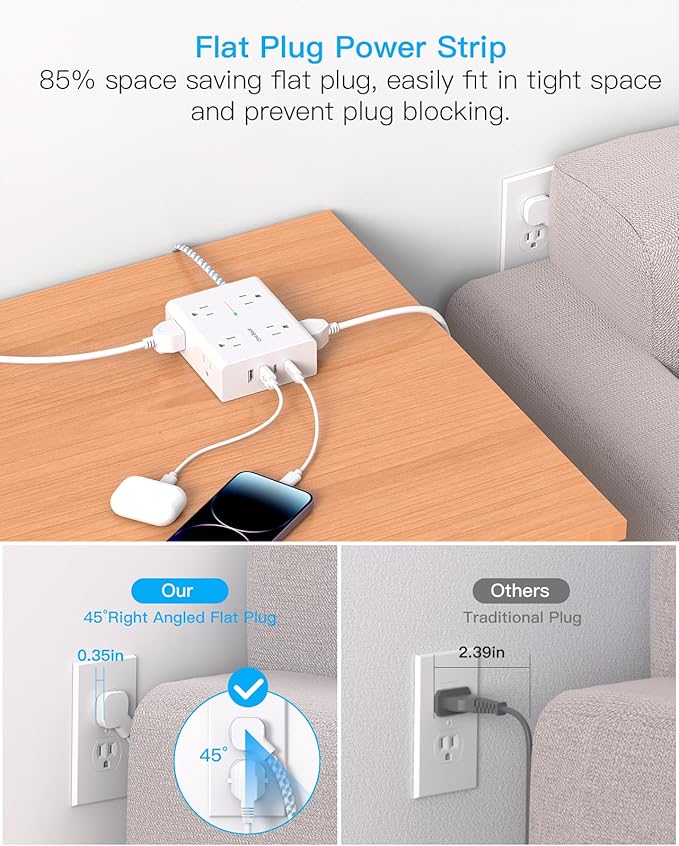 Flat Plug Power Strip
85% space saving flat plug, easily fit in tight space
and prevent plug blocking.
Our
45°Right Angled Flat Plug
0.35in
45°
Others
Traditional Plug
2.39in